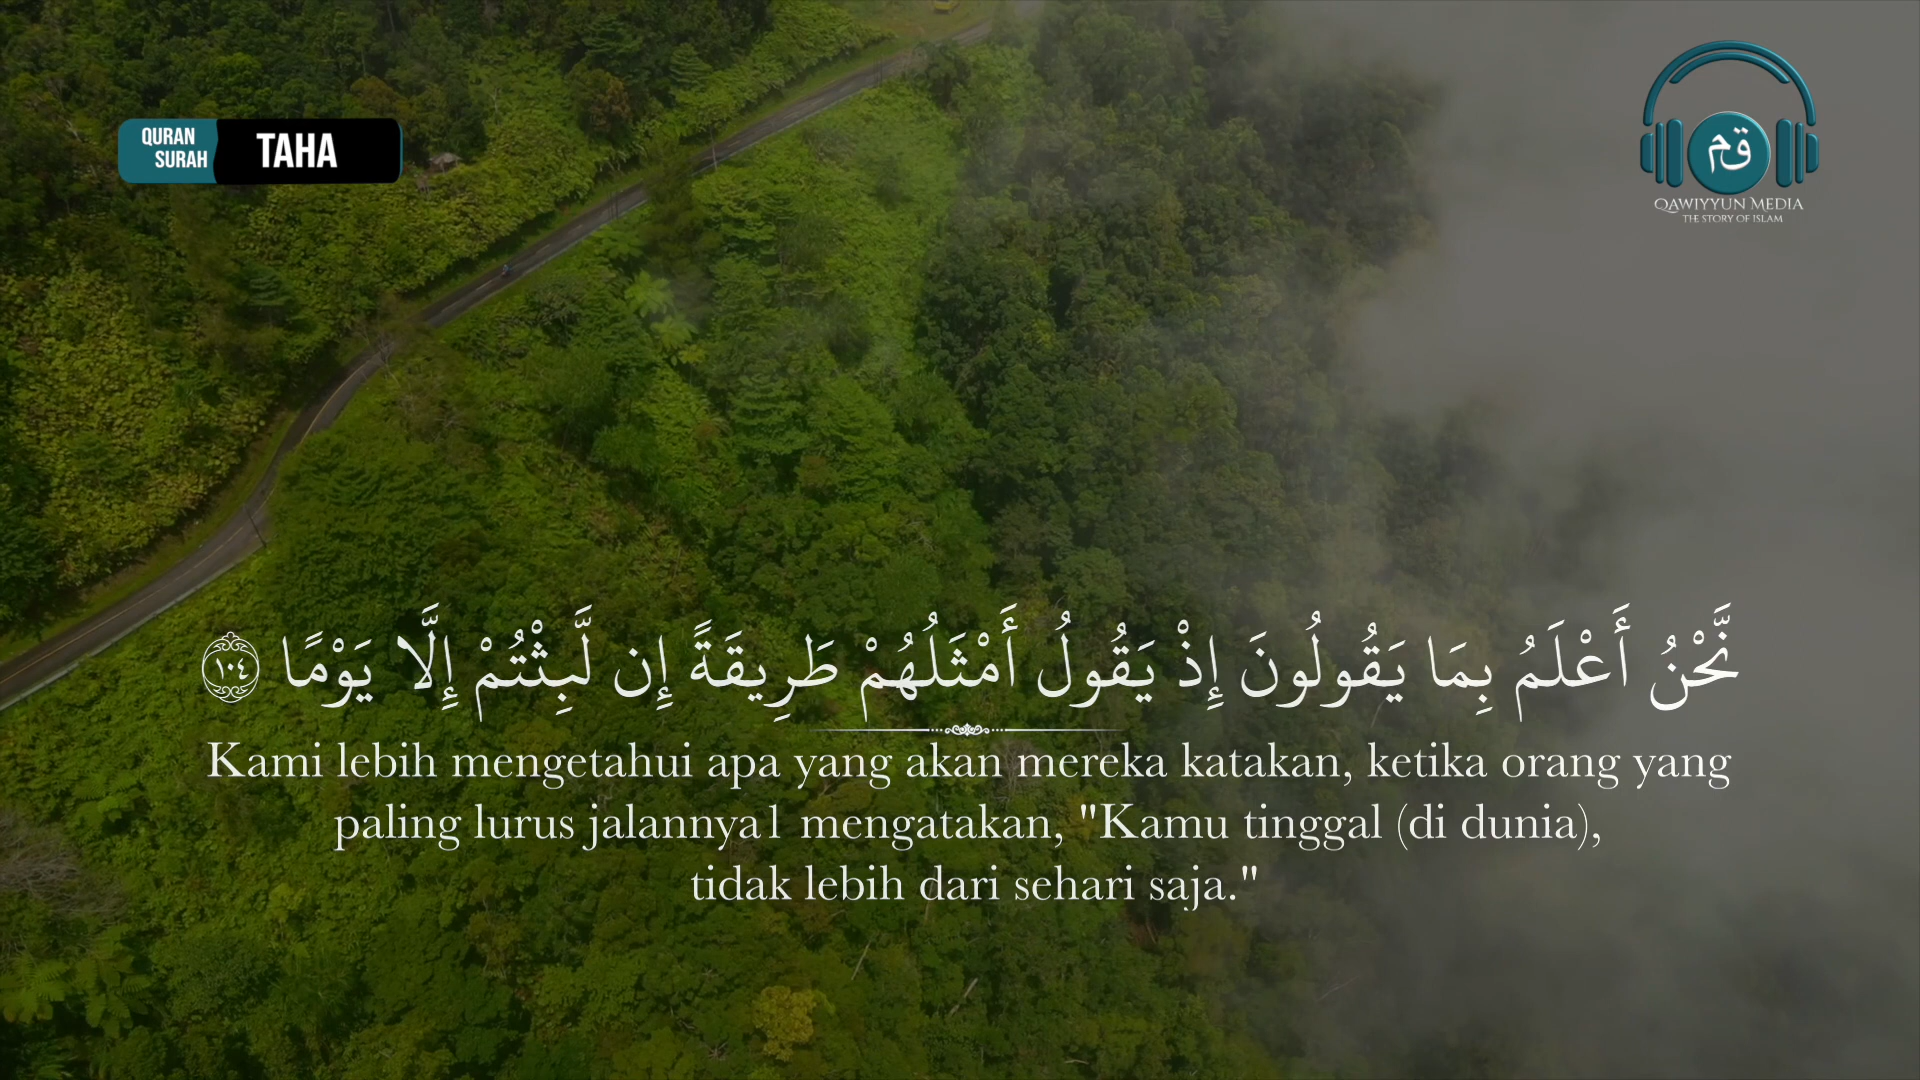 QURAN
SURAH
TAHA
قم
QAWIYYUN MEDIA
THE STORY OF ISLAM
نَّحْنُ أَعْلَمُ بِمَا يَقُولُونَ إِذْ يَقُولُ أَمْثَلُهُمْ طَرِيقَةً إِن لَّبِثْتُمْ إِلَّا يَوْمًا ١٠٤
Kami lebih mengetahui apa yang akan mereka katakan, ketika orang yang
paling lurus jalannya1 mengatakan, "Kamu tinggal (di dunia),
tidak lebih dari sehari saja."